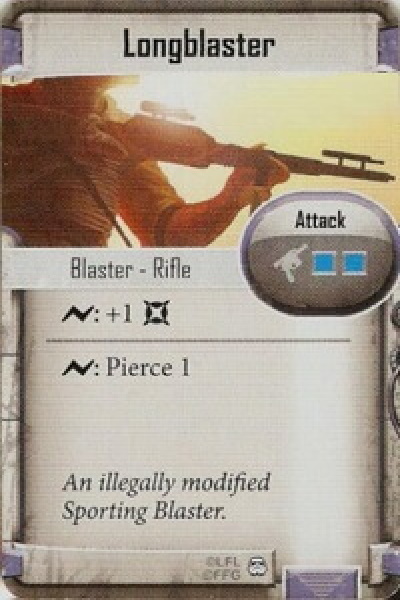 Longblaster
Attack
Blaster - Rifle
: +1
: Pierce 1
An illegally modified
Sporting Blaster.
©LFL
©FFG